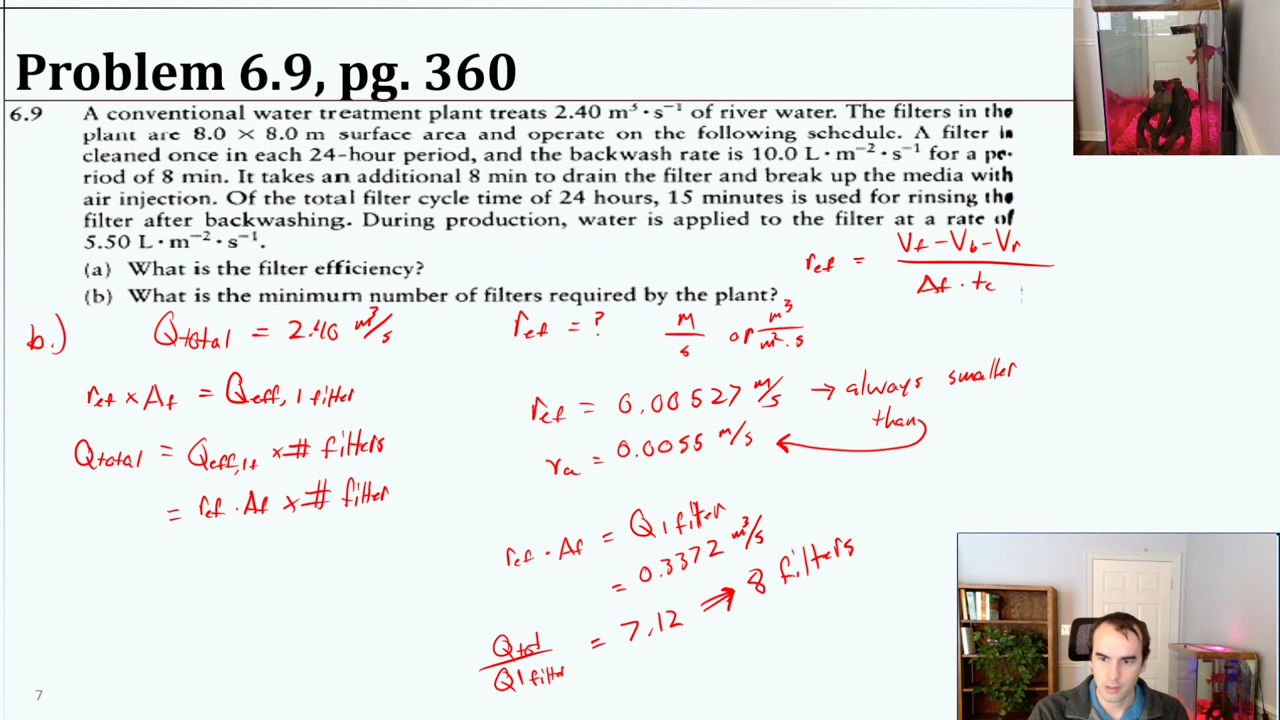 Problem 6.9, pg. 360
6.9 A conventional water treatment plant treats 2.40 m³·s⁻¹ of river water. The filters in the
plant are 8.0 × 8.0 m surface area and operate on the following schedule. A filter is
cleaned once in each 24-hour period, and the backwash rate is 10.0 L·m⁻²·s⁻¹ for a pe-
riod of 8 min. It takes an additional 8 min to drain the filter and break up the media with
air injection. Of the total filter cycle time of 24 hours, 15 minutes is used for rinsing the
filter after backwashing. During production, water is applied to the filter at a rate of
5.50 L·m⁻²·s⁻¹.
(a) What is the filter efficiency?
(b) What is the minimum number of filters required by the plant?
ref = (Vf - Vb - Vr) / (Af · tc)
b.) Qtotal = 2.40 m³/s
ref = ? m/s or m³/m²·s
ref × Af = Qeff, 1 filter
Qtotal = Qeff,1f × # filters
= ref · Af × # filter
ref = 0.00527 m/s → always smaller
than
ra = 0.0055 m/s
ref · Af = Q 1 filter
= 0.3372 m³/s
Qtot / Q1 filter = 7.12 ⇒ 8 filters
7